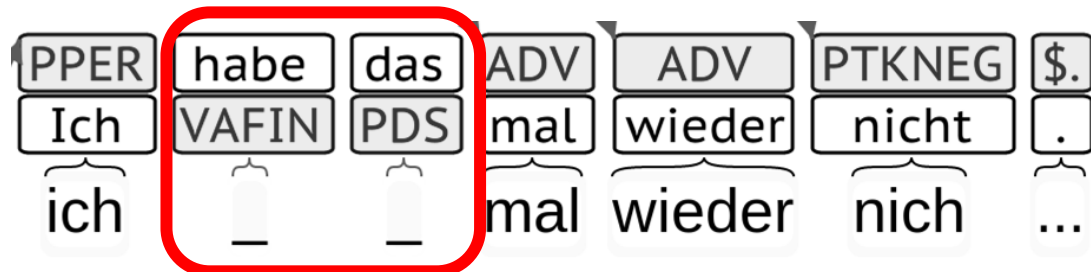 PPER habe das ADV ADV PTKNEG $.
Ich VAFIN PDS mal wieder nicht .
ich _ _ mal wieder nich ...